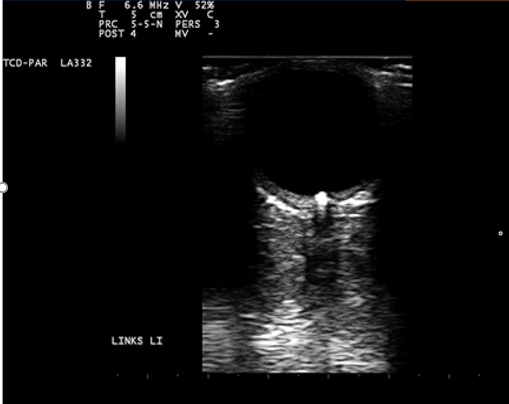 B F 6.6 MHz V 52%
T 5 cm XV C
PRC 5-5-N PERS 3
POST 4 MV -
TCD-PAR LA332
LINKS LI